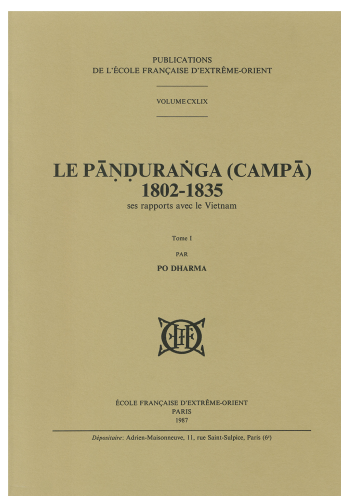 PUBLICATIONS
DE L'ÉCOLE FRANÇAISE D'EXTRÊME-ORIENT
VOLUME CXLIX
LE PĀṆḌURAṄGA (CAMPĀ)
1802-1835
ses rapports avec le Vietnam
Tome I
PAR
PO DHARMA
ÉCOLE FRANÇAISE D'EXTRÊME-ORIENT
PARIS
1987
Dépositaire: Adrien-Maisonneuve, 11, rue Saint-Sulpice, Paris (6e)